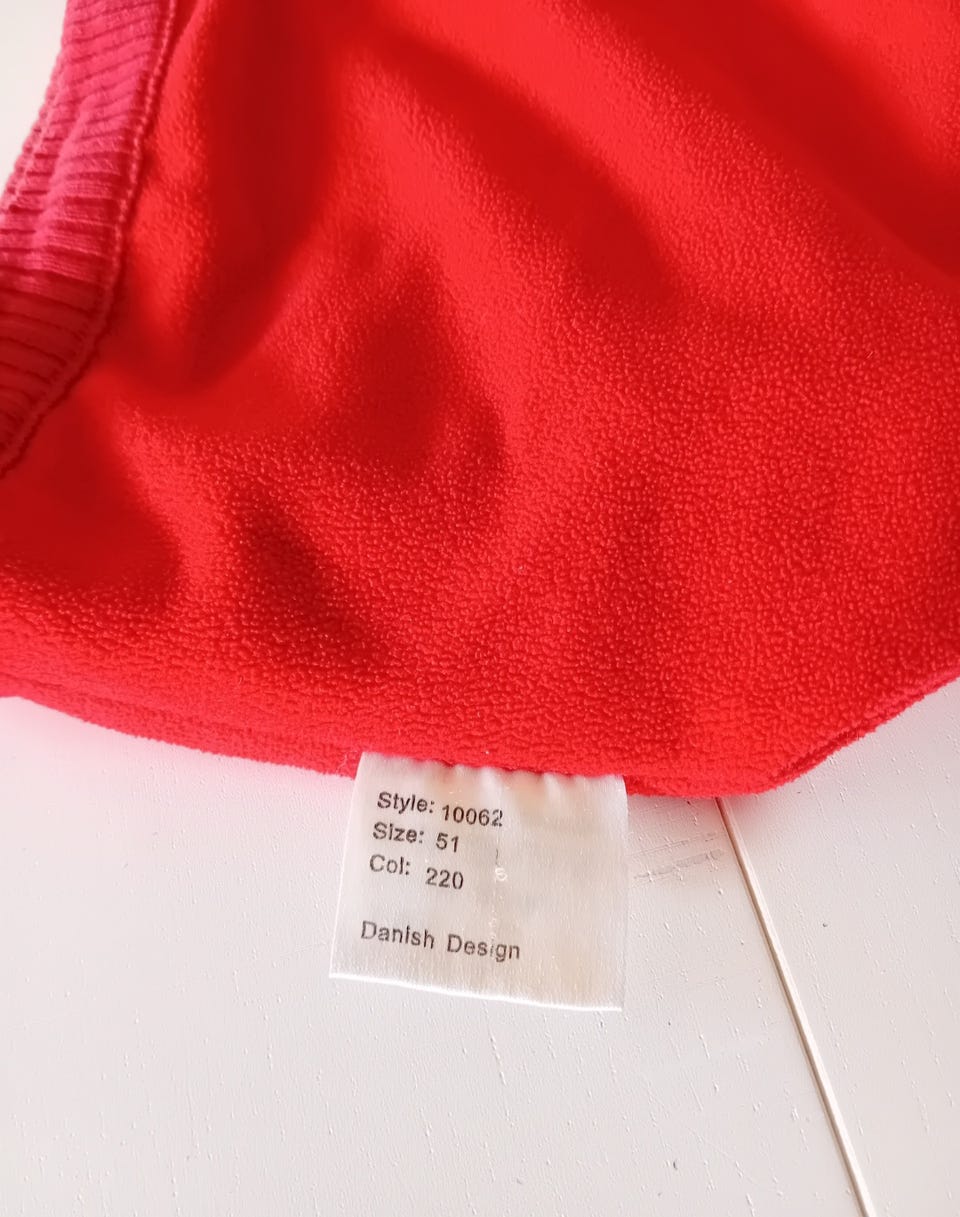 Style: 10062
Size: 51
Col: 220
Danish Design